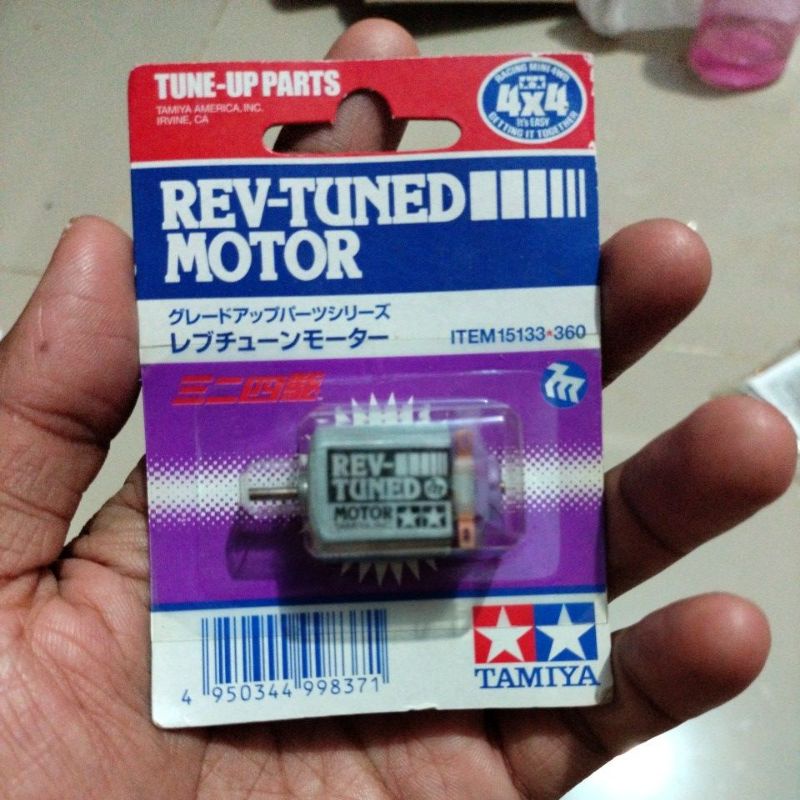 TUNE-UP PARTS
TAMIYA AMERICA, INC.
IRVINE, CA
RACING MINI 4WD
4x4
It's EASY
GETTING IT TOGETHER
REV-TUNED
MOTOR
グレードアップパーツシリーズ
レブチューンモーター
ITEM 15133*360
ミニ四駆
REV-
TUNED
MOTOR
4 950344 998371
TAMIYA